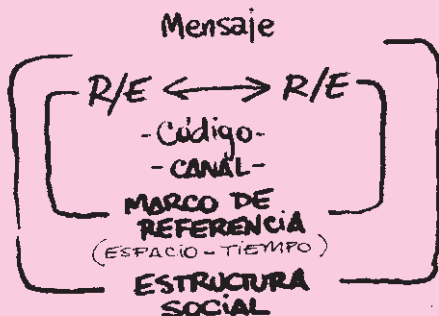 Mensaje
R/E ⟷ R/E
-Código-
-CANAL-
MARCO DE
REFERENCIA
(ESPACIO-TIEMPO)
ESTRUCTURA
SOCIAL